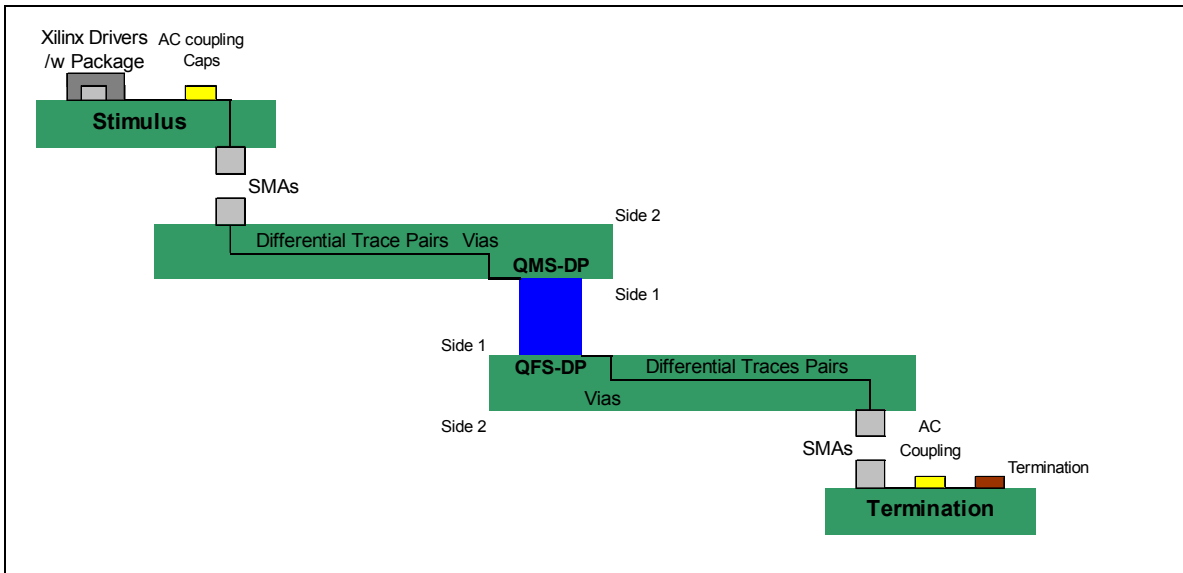 Xilinx Drivers
/w Package
AC coupling
Caps
Stimulus
SMAs
Side 2
Differential Trace Pairs Vias
QMS-DP
Side 1
Side 1
QFS-DP
Differential Traces Pairs
Vias
Side 2
SMAs
AC
Coupling
Termination
Termination